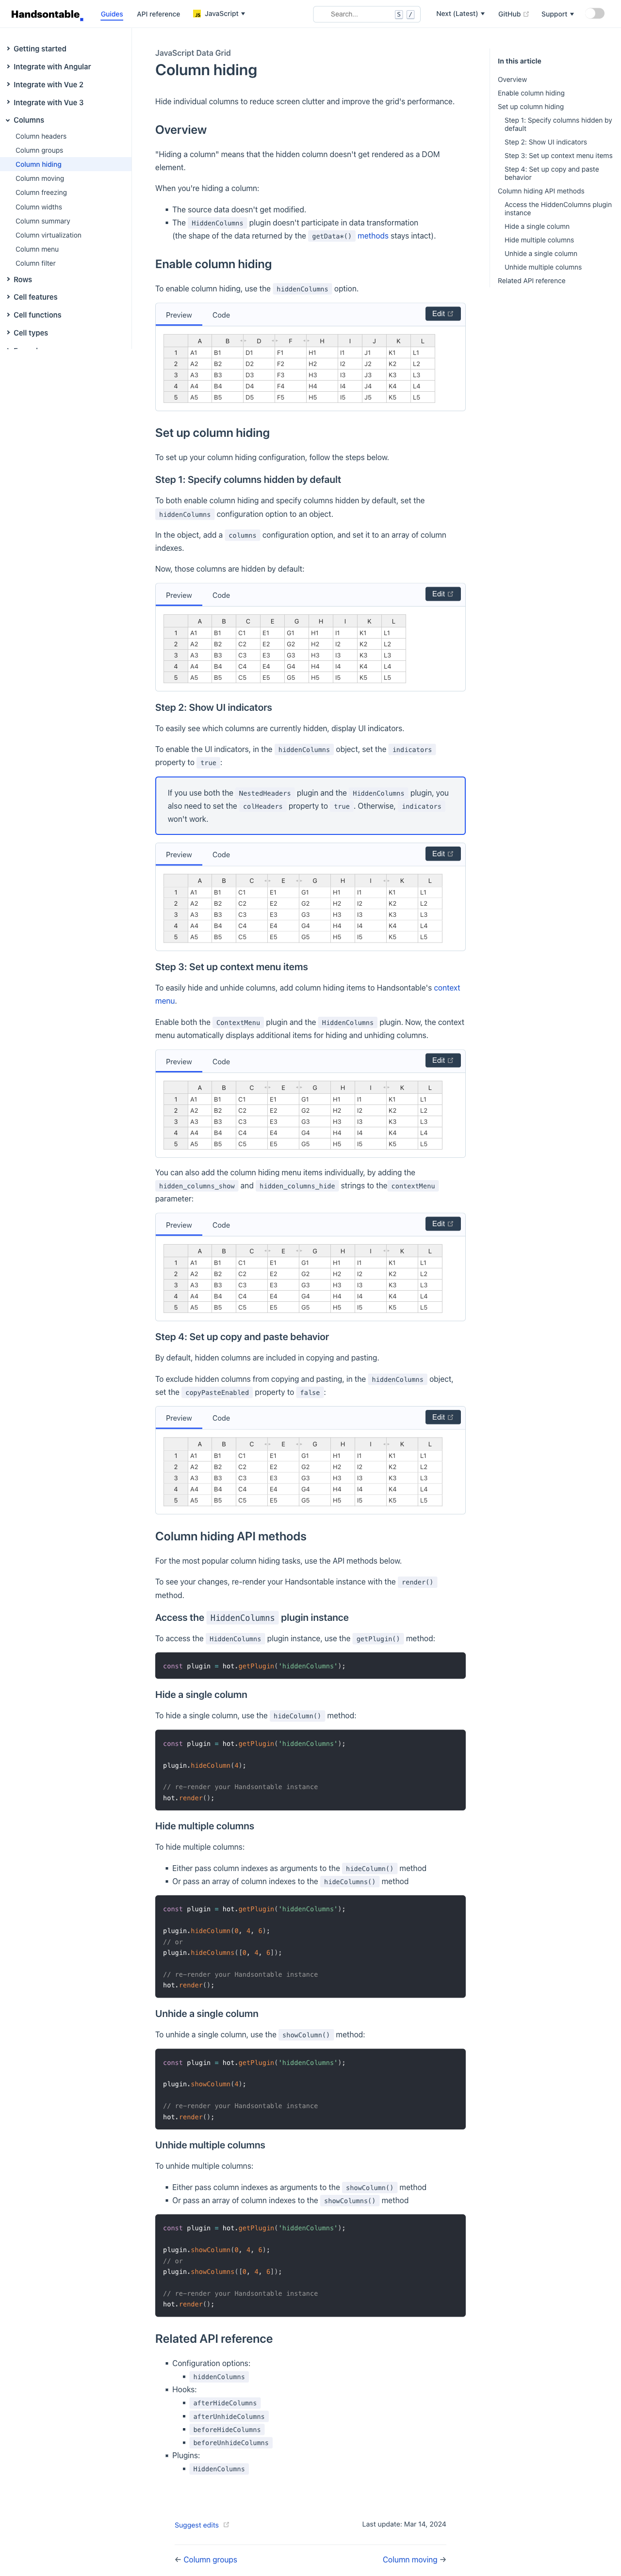 Handsontable
Guides
API reference
JS JavaScript
Search...
S /
Next (Latest)
GitHub
Support
Getting started
Integrate with Angular
Integrate with Vue 2
Integrate with Vue 3
Columns
Column headers
Column groups
Column hiding
Column moving
Column freezing
Column widths
Column summary
Column virtualization
Column menu
Column filter
Rows
Cell features
Cell functions
Cell types
JavaScript Data Grid
Column hiding
Hide individual columns to reduce screen clutter and improve the grid's performance.
Overview
"Hiding a column" means that the hidden column doesn't get rendered as a DOM
element.
When you're hiding a column:
• The source data doesn't get modified.
• The HiddenColumns plugin doesn't participate in data transformation
(the shape of the data returned by the getData*() methods stays intact).
Enable column hiding
To enable column hiding, use the hiddenColumns option.
Preview Code Edit
A B D F H I J K L
1 A1 B1 D1 F1 H1 I1 J1 K1 L1
2 A2 B2 D2 F2 H2 I2 J2 K2 L2
3 A3 B3 D3 F3 H3 I3 J3 K3 L3
4 A4 B4 D4 F4 H4 I4 J4 K4 L4
5 A5 B5 D5 F5 H5 I5 J5 K5 L5
Set up column hiding
To set up your column hiding configuration, follow the steps below.
Step 1: Specify columns hidden by default
To both enable column hiding and specify columns hidden by default, set the
hiddenColumns configuration option to an object.
In the object, add a columns configuration option, and set it to an array of column
indexes.
Now, those columns are hidden by default:
Preview Code Edit
A B C E G H I K L
1 A1 B1 C1 E1 G1 H1 I1 K1 L1
2 A2 B2 C2 E2 G2 H2 I2 K2 L2
3 A3 B3 C3 E3 G3 H3 I3 K3 L3
4 A4 B4 C4 E4 G4 H4 I4 K4 L4
5 A5 B5 C5 E5 G5 H5 I5 K5 L5
Step 2: Show UI indicators
To easily see which columns are currently hidden, display UI indicators.
To enable the UI indicators, in the hiddenColumns object, set the indicators
property to true :
If you use both the NestedHeaders plugin and the HiddenColumns plugin, you
also need to set the colHeaders property to true . Otherwise, indicators
won't work.
Preview Code Edit
A B C E G H I K L
1 A1 B1 C1 E1 G1 H1 I1 K1 L1
2 A2 B2 C2 E2 G2 H2 I2 K2 L2
3 A3 B3 C3 E3 G3 H3 I3 K3 L3
4 A4 B4 C4 E4 G4 H4 I4 K4 L4
5 A5 B5 C5 E5 G5 H5 I5 K5 L5
Step 3: Set up context menu items
To easily hide and unhide columns, add column hiding items to Handsontable's context
menu.
Enable both the ContextMenu plugin and the HiddenColumns plugin. Now, the context
menu automatically displays additional items for hiding and unhiding columns.
Preview Code Edit
A B C E G H I K L
1 A1 B1 C1 E1 G1 H1 I1 K1 L1
2 A2 B2 C2 E2 G2 H2 I2 K2 L2
3 A3 B3 C3 E3 G3 H3 I3 K3 L3
4 A4 B4 C4 E4 G4 H4 I4 K4 L4
5 A5 B5 C5 E5 G5 H5 I5 K5 L5
You can also add the column hiding menu items individually, by adding the
hidden_columns_show and hidden_columns_hide strings to the contextMenu
parameter:
Preview Code Edit
A B C E G H I K L
1 A1 B1 C1 E1 G1 H1 I1 K1 L1
2 A2 B2 C2 E2 G2 H2 I2 K2 L2
3 A3 B3 C3 E3 G3 H3 I3 K3 L3
4 A4 B4 C4 E4 G4 H4 I4 K4 L4
5 A5 B5 C5 E5 G5 H5 I5 K5 L5
Step 4: Set up copy and paste behavior
By default, hidden columns are included in copying and pasting.
To exclude hidden columns from copying and pasting, in the hiddenColumns object,
set the copyPasteEnabled property to false :
Preview Code Edit
A B C E G H I K L
1 A1 B1 C1 E1 G1 H1 I1 K1 L1
2 A2 B2 C2 E2 G2 H2 I2 K2 L2
3 A3 B3 C3 E3 G3 H3 I3 K3 L3
4 A4 B4 C4 E4 G4 H4 I4 K4 L4
5 A5 B5 C5 E5 G5 H5 I5 K5 L5
Column hiding API methods
For the most popular column hiding tasks, use the API methods below.
To see your changes, re-render your Handsontable instance with the render()
method.
Access the HiddenColumns plugin instance
To access the HiddenColumns plugin instance, use the getPlugin() method:
const plugin = hot.getPlugin('hiddenColumns');
Hide a single column
To hide a single column, use the hideColumn() method:
const plugin = hot.getPlugin('hiddenColumns');
plugin.hideColumn(4);
// re-render your Handsontable instance
hot.render();
Hide multiple columns
To hide multiple columns:
• Either pass column indexes as arguments to the hideColumn() method
• Or pass an array of column indexes to the hideColumns() method
const plugin = hot.getPlugin('hiddenColumns');
plugin.hideColumn(0, 4, 6);
// or
plugin.hideColumns([0, 4, 6]);
// re-render your Handsontable instance
hot.render();
Unhide a single column
To unhide a single column, use the showColumn() method:
const plugin = hot.getPlugin('hiddenColumns');
plugin.showColumn(4);
// re-render your Handsontable instance
hot.render();
Unhide multiple columns
To unhide multiple columns:
• Either pass column indexes as arguments to the showColumn() method
• Or pass an array of column indexes to the showColumns() method
const plugin = hot.getPlugin('hiddenColumns');
plugin.showColumn(0, 4, 6);
// or
plugin.showColumns([0, 4, 6]);
// re-render your Handsontable instance
hot.render();
Related API reference
• Configuration options:
• hiddenColumns
• Hooks:
• afterHideColumns
• afterUnhideColumns
• beforeHideColumns
• beforeUnhideColumns
• Plugins:
• HiddenColumns
Suggest edits
Last update: Mar 14, 2024
← Column groups
Column moving →
In this article
Overview
Enable column hiding
Set up column hiding
Step 1: Specify columns hidden by
default
Step 2: Show UI indicators
Step 3: Set up context menu items
Step 4: Set up copy and paste
behavior
Column hiding API methods
Access the HiddenColumns plugin
instance
Hide a single column
Hide multiple columns
Unhide a single column
Unhide multiple columns
Related API reference